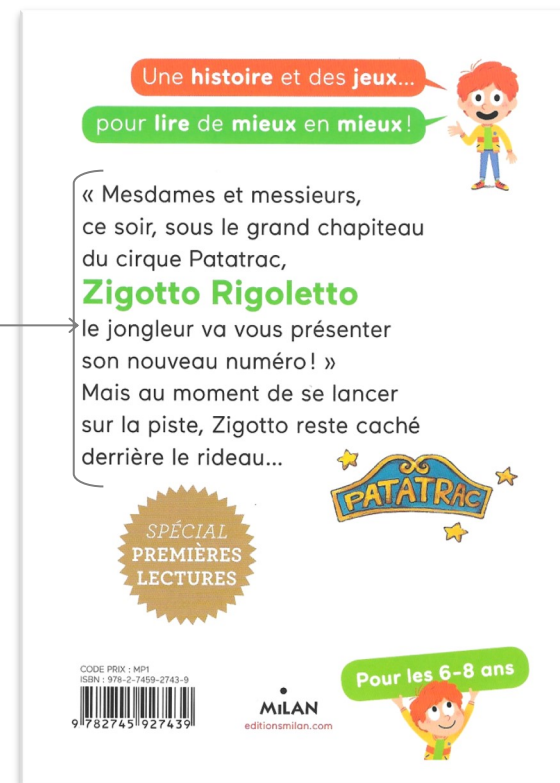 Une histoire et des jeux...
pour lire de mieux en mieux !
« Mesdames et messieurs,
ce soir, sous le grand chapiteau
du cirque Patatrac,
Zigotto Rigoletto
le jongleur va vous présenter
son nouveau numéro ! »
Mais au moment de se lancer
sur la piste, Zigotto reste caché
derrière le rideau...
PATATRAC
SPÉCIAL
PREMIÈRES
LECTURES
CODE PRIX : MP1
ISBN : 978-2-7459-2743-9
9 782745 927439
MiLAN
editionsmilan.com
Pour les 6-8 ans